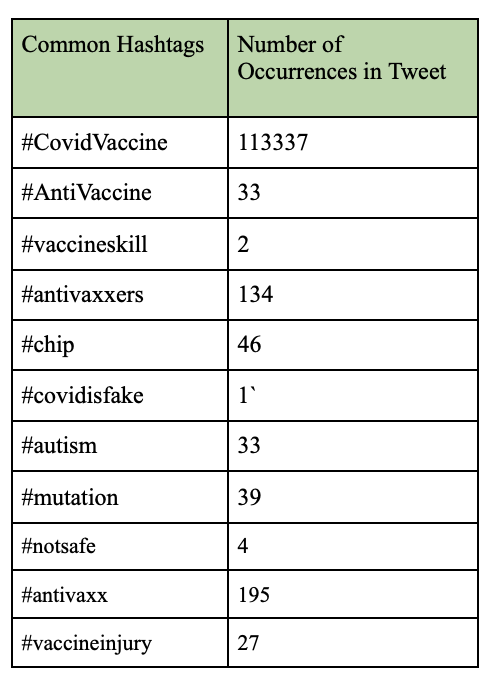 Common Hashtags
Number of
Occurrences in Tweet
#CovidVaccine 113337
#AntiVaccine 33
#vaccineskill 2
#antivaxxers 134
#chip 46
#covidisfake 1`
#autism 33
#mutation 39
#notsafe 4
#antivaxx 195
#vaccineinjury 27